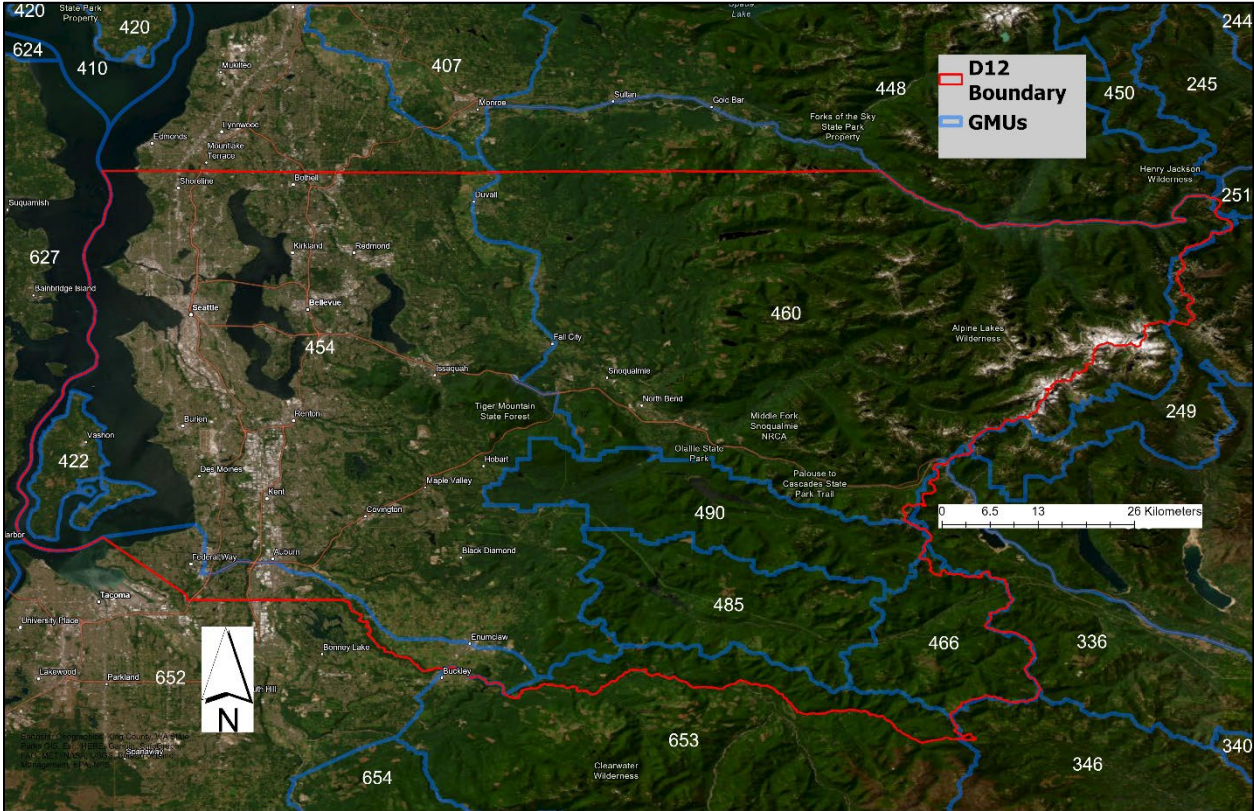 420
State Park
Property
420
624
410
Mukilteo
407
Space
Lake
244
448
450
245
D12
Boundary
GMUs
Monroe
Sultan
Gold Bar
Forks of the Sky
State Park
Property
Edmonds
Lynnwood
Mountlake
Terrace
Henry Jackson
Wilderness
Shoreline
Bothell
Duvall
251
Suquamish
627
Kirkland
Redmond
Bainbridge Island
Seattle
Bellevue
454
460
Alpine Lakes
Wilderness
Fall City
Issaquah
Snoqualmie
North Bend
Tiger Mountain
State Forest
Middle Fork
Snoqualmie
NRCA
249
Burien
Renton
Vashon
422
Olallie State
Park
Hobart
Des Moines
Maple Valley
Palouse to
Cascades State
Park Trail
Kent
Covington
490
0 6.5 13 26 Kilometers
Federal Way
Auburn
Black Diamond
Tacoma
485
University Place
466
336
Enumclaw
Bonney Lake
Buckley
Lakewood
Parkland
652
N
Spanaway
653
654
Clearwater
Wilderness
346
340